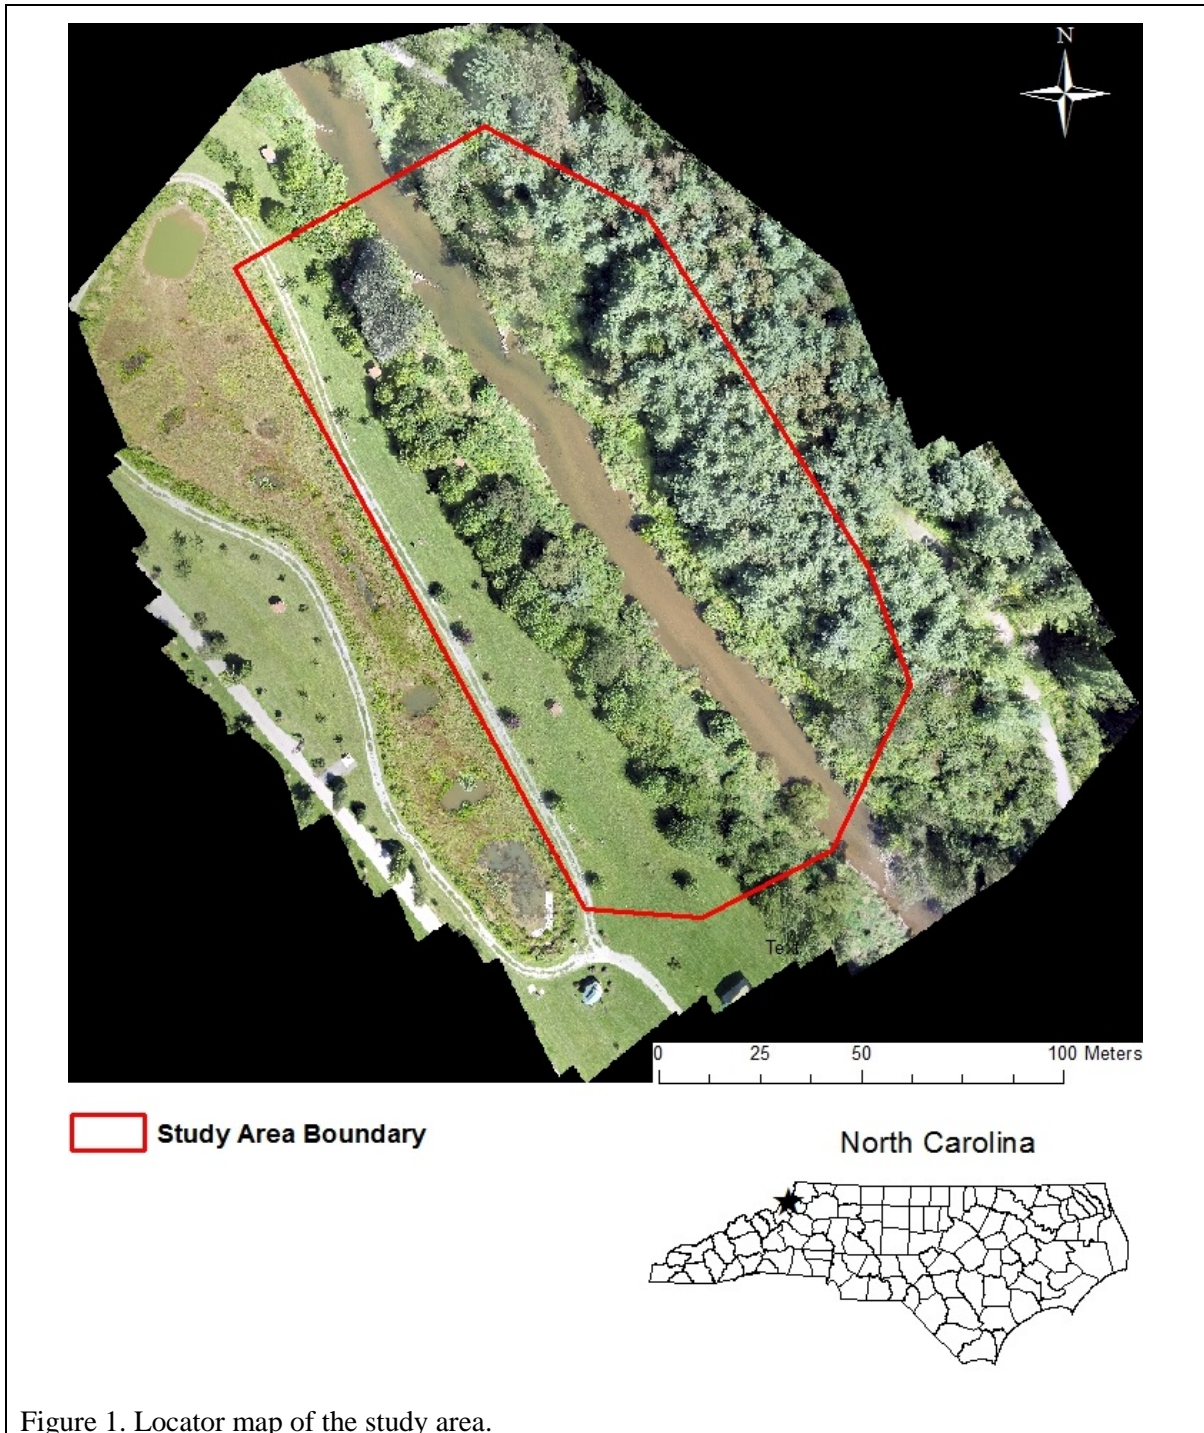 N
Text
0 25 50 100 Meters
Study Area Boundary
North Carolina
Figure 1. Locator map of the study area.